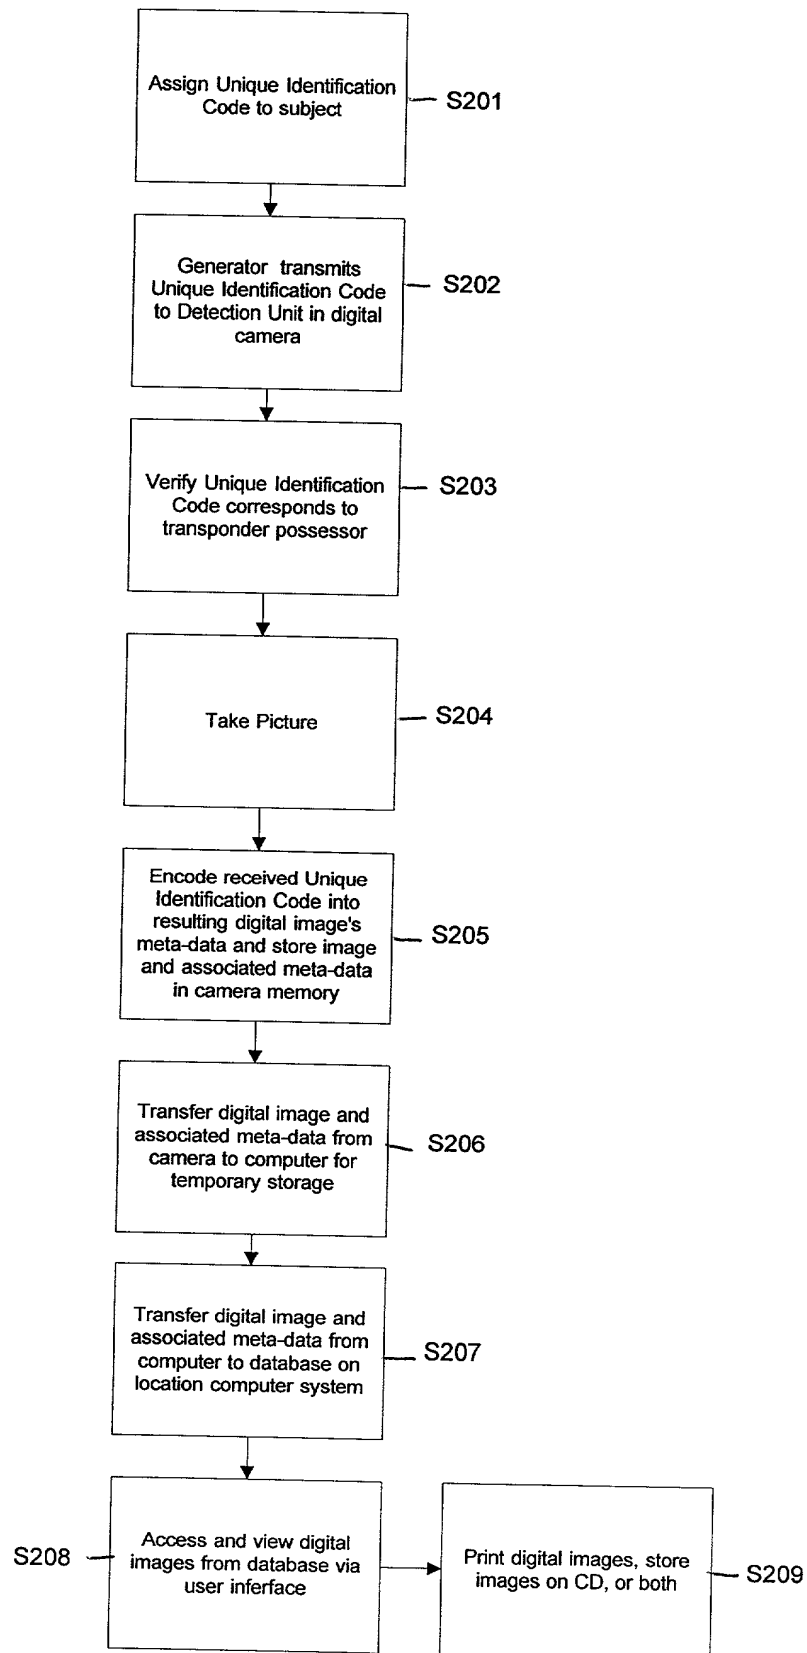 Assign Unique Identification
Code to subject
S201
Generator transmits
Unique Identification Code
to Detection Unit in digital
camera
S202
Verify Unique Identification
Code corresponds to
transponder possessor
S203
Take Picture
S204
Encode received Unique
Identification Code into
resulting digital image's
meta-data and store image
and associated meta-data
in camera memory
S205
Transfer digital image and
associated meta-data from
camera to computer for
temporary storage
S206
Transfer digital image and
associated meta-data from
computer to database on
location computer system
S207
S208
Access and view digital
images from database via
user inferface
Print digital images, store
images on CD, or both
S209